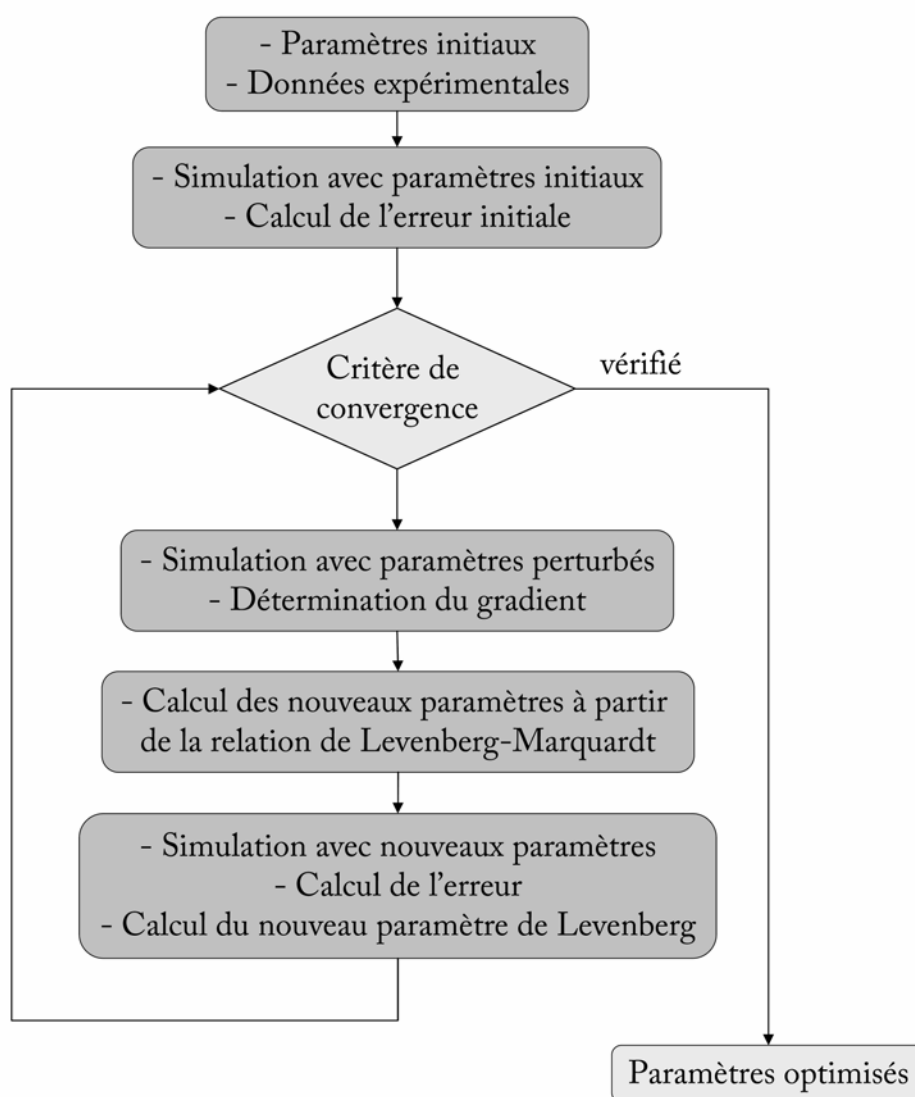 - Paramètres initiaux
- Données expérimentales
- Simulation avec paramètres initiaux
- Calcul de l'erreur initiale
Critère de
convergence
vérifié
- Simulation avec paramètres perturbés
- Détermination du gradient
- Calcul des nouveaux paramètres à partir
de la relation de Levenberg-Marquardt
- Simulation avec nouveaux paramètres
- Calcul de l'erreur
- Calcul du nouveau paramètre de Levenberg
Paramètres optimisés